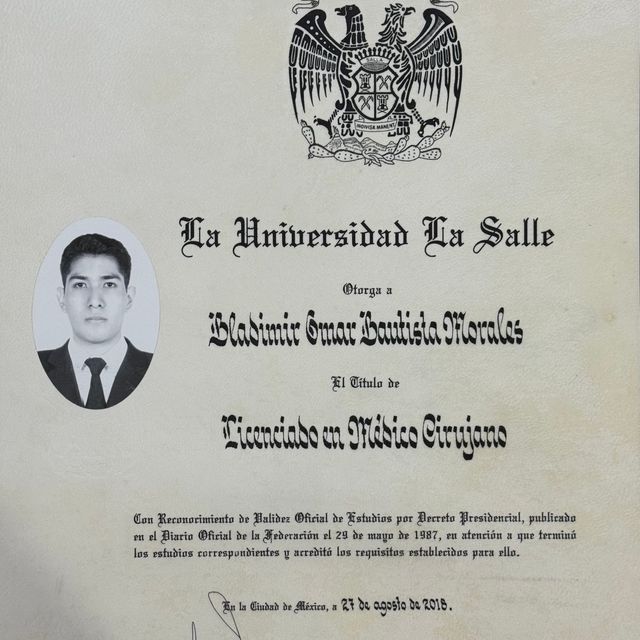 INDIVISA MANENT
La Universidad La Salle
Otorga a
Bladimir Omar Bautista Morales
El Título de
Licenciado en Médico Cirujano
Con Reconocimiento de Validez Oficial de Estudios por Decreto Presidencial, publicado
en el Diario Oficial de la Federación el 29 de mayo de 1987, en atención a que terminó
los estudios correspondientes y acreditó los requisitos establecidos para ello.
En la Ciudad de México, a 27 de agosto de 2018.